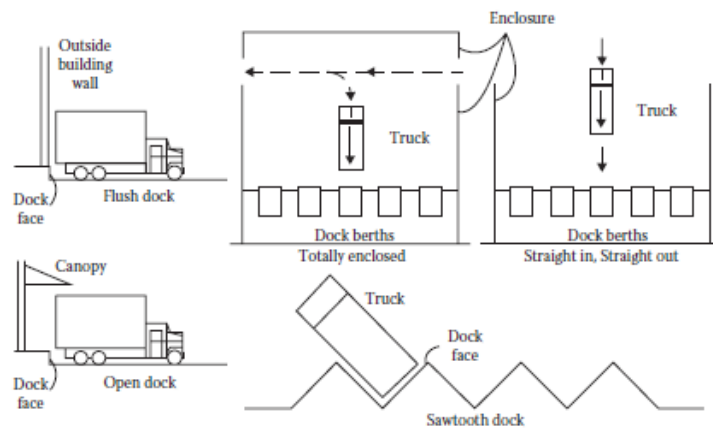 Outside
building
wall
Dock
face
Flush dock
Enclosure
Truck
Dock berths
Totally enclosed
Truck
Dock berths
Straight in, Straight out
Canopy
Dock
face
Open dock
Truck
Dock
face
Sawtooth dock